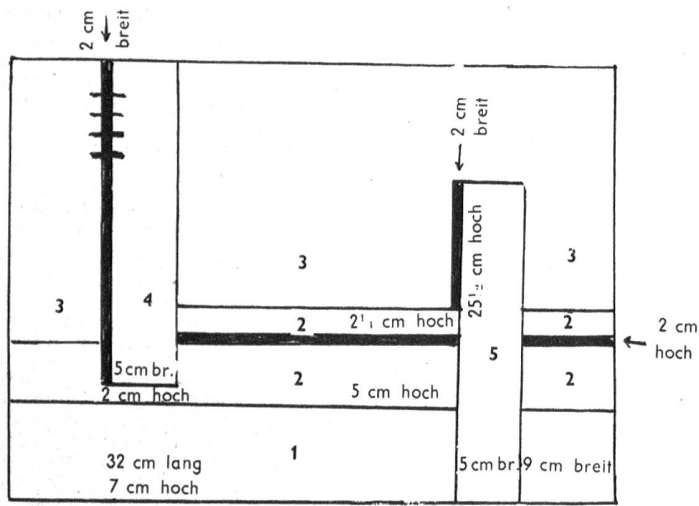 2 cm
breit
2 cm
breit
25½ cm hoch
3
3
3
4
2
2
cm hoch
2 cm
hoch
5
5 cm br.
2 cm hoch
2
5 cm hoch
2
1
32 cm lang
7 cm hoch
5 cm br.
9 cm breit